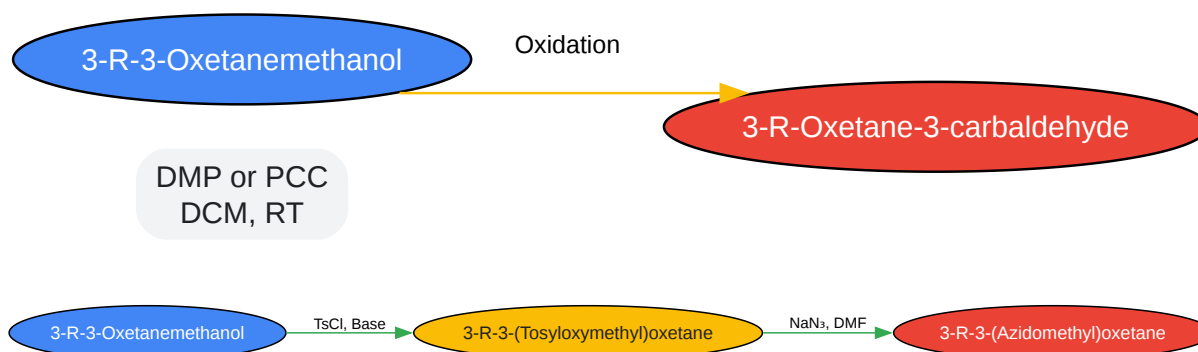 3-R-3-Oxetanemethanol
Oxidation
3-R-Oxetane-3-carbaldehyde
DMP or PCC
DCM, RT
3-R-3-Oxetanemethanol
TsCl, Base
3-R-3-(Tosyloxymethyl)oxetane
NaN₃, DMF
3-R-3-(Azidomethyl)oxetane